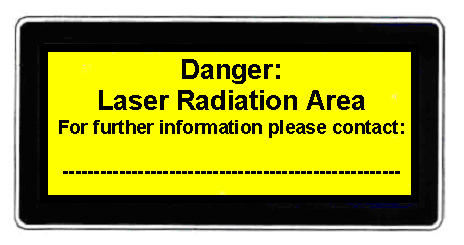 Danger:
Laser Radiation Area
For further information please contact:
-----------------------------------------------------